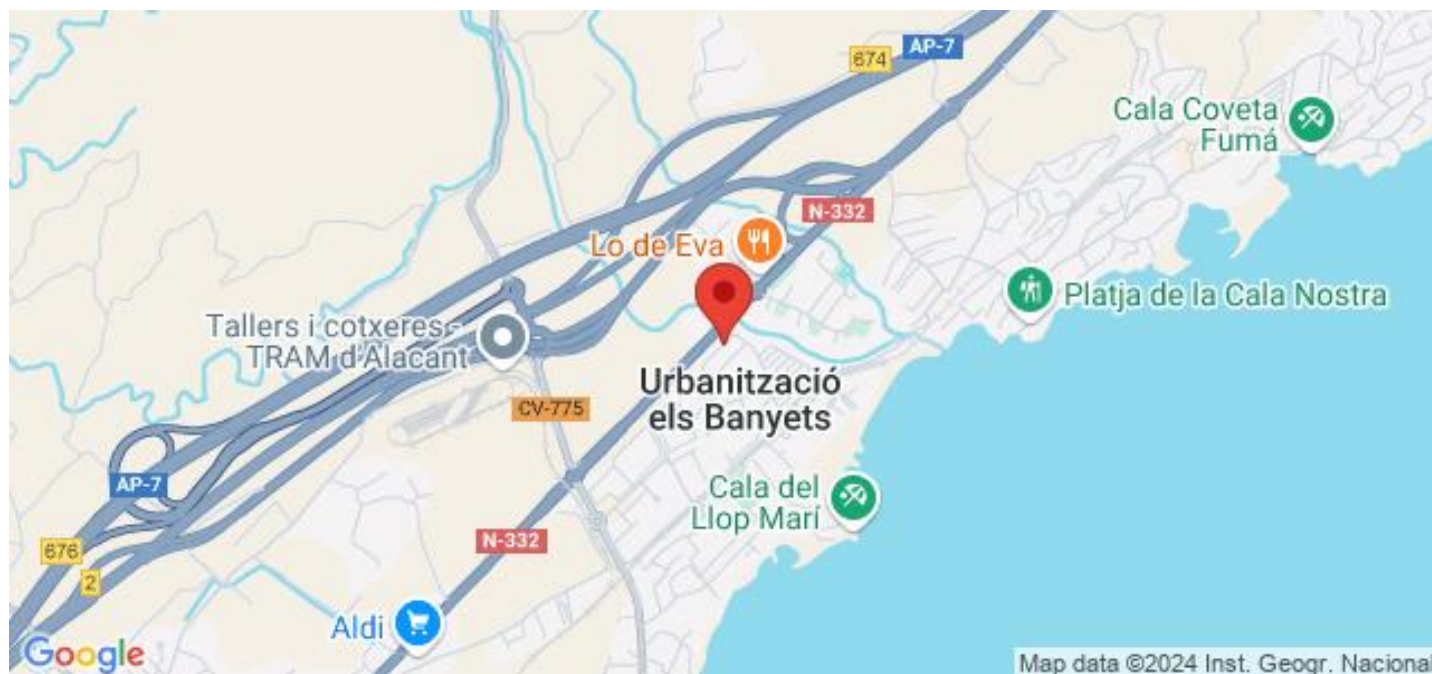 AP-7
674
Cala Coveta
Fumá
N-332
Lo de Eva
Platja de la Cala Nostra
Tallers i cotxeres -
TRAM d'Alacant
Urbanització
els Banyets
CV-775
AP-7
Cala del
Llop Marí
N-332
676
2
Aldi
Google
Map data ©2024 Inst. Geogr. Nacional